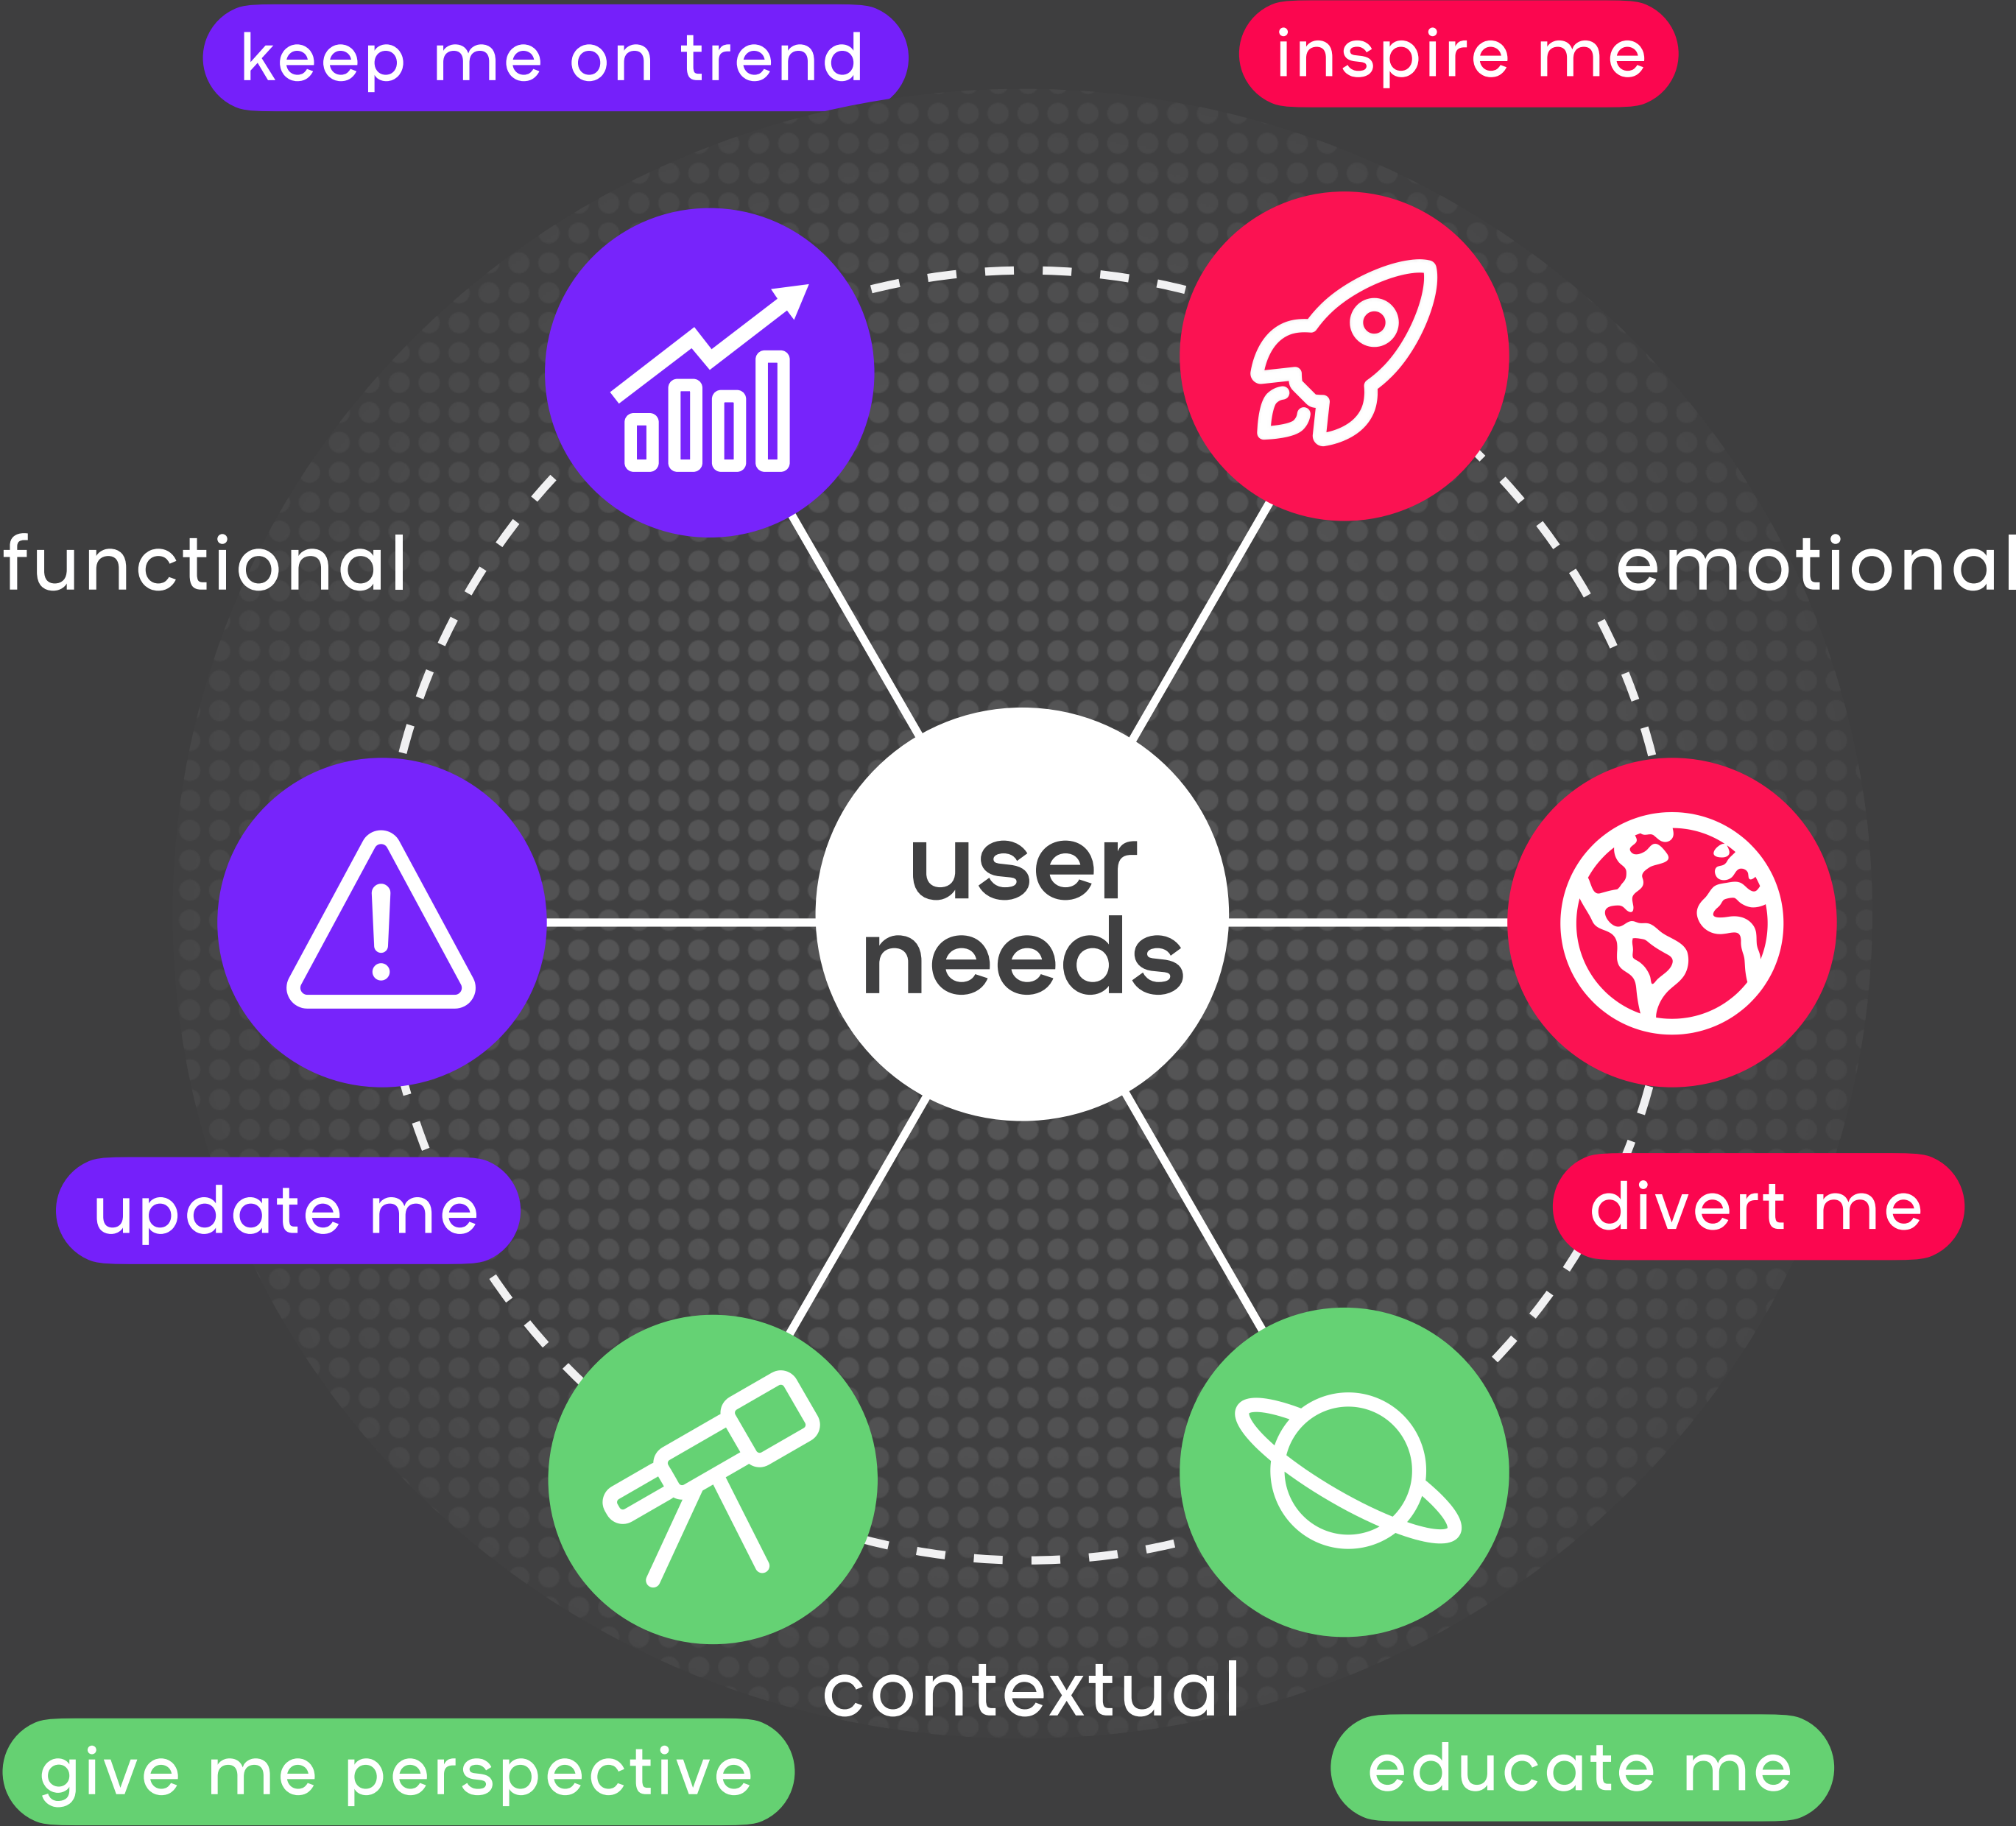 keep me on trend
inspire me
functional
emotional
user
needs
update me
divert me
contextual
give me perspective
educate me